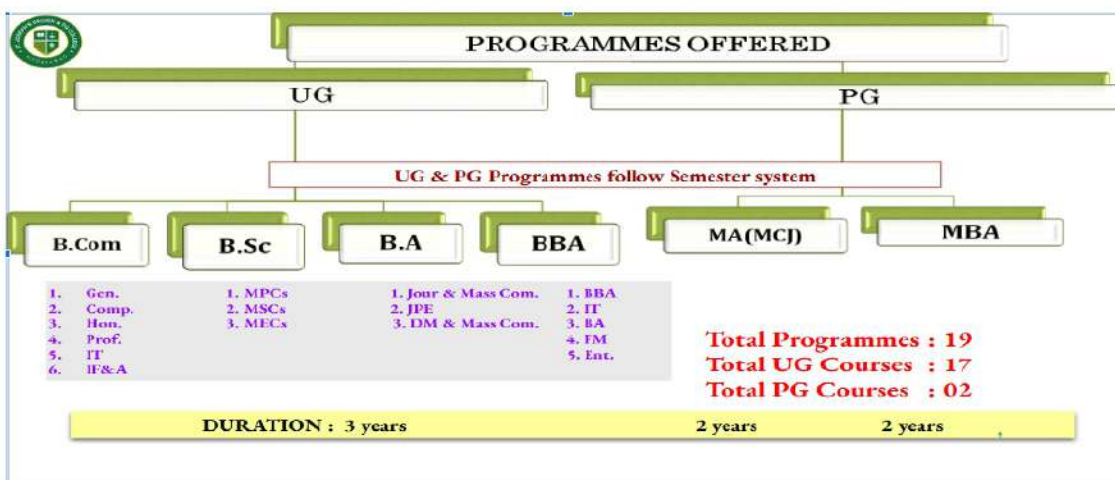 PROGRAMMES OFFERED
UG
PG
UG & PG Programmes follow Semester system
B.Com
B.Sc
B.A
BBA
MA(MCJ)
MBA
1. Gen.
2. Comp.
3. Hon.
4. Prof.
5. IT
6. IF&A
1. MPCs
2. MSCs
3. MECs
1. Jour & Mass Com.
2. JPE
3. DM & Mass Com.
1. BBA
2. IT
3. BA
4. FM
5. Ent.
Total Programmes : 19
Total UG Courses : 17
Total PG Courses : 02
DURATION : 3 years 2 years 2 years